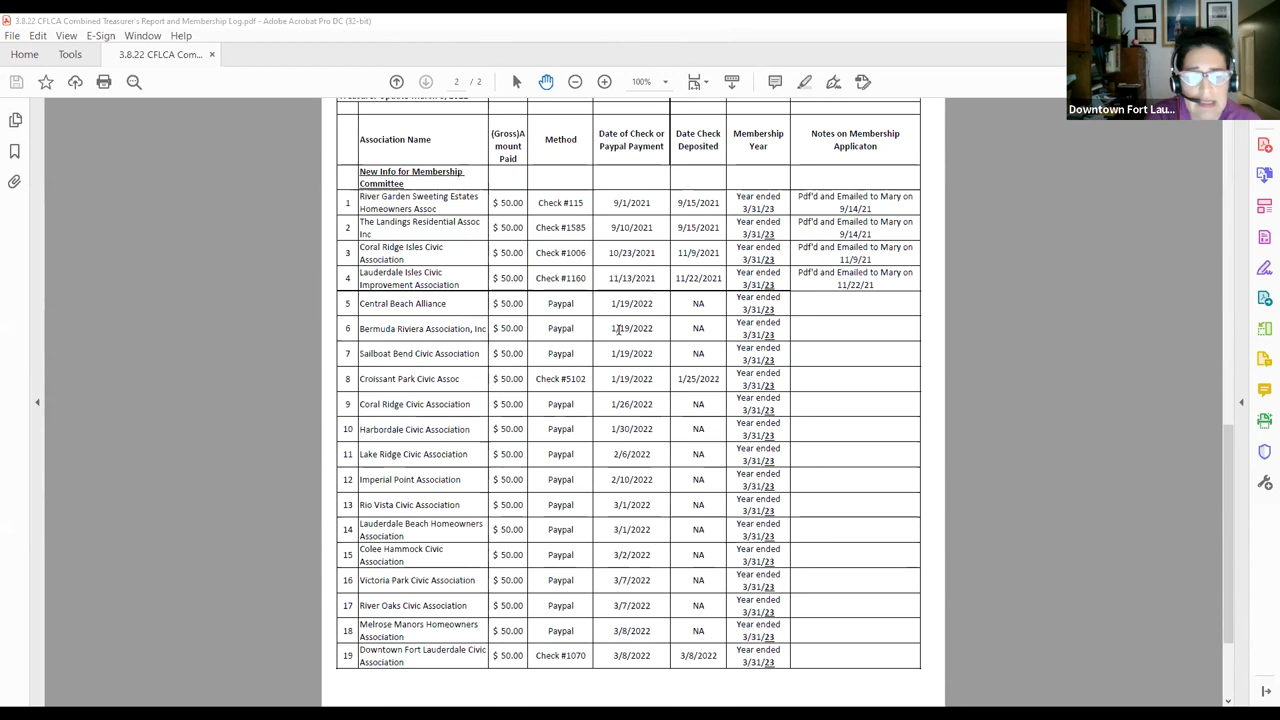 3.8.22 CFLCA Combined Treasurer's Report and Membership Log.pdf - Adobe Acrobat Pro DC (32-bit)
File Edit View E-Sign Window Help
Home Tools 3.8.22 CFLCA Com... ×
2 / 2 100%
Downtown Fort Lau...
Association Name (Gross)A mount Paid Method Date of Check or Paypal Payment Date Check Deposited Membership Year Notes on Membership Applicaton
New Info for Membership Committee
1 River Garden Sweeting Estates Homeowners Assoc $ 50.00 Check #115 9/1/2021 9/15/2021 Year ended 3/31/23 Pdf'd and Emailed to Mary on 9/14/21
2 The Landings Residential Assoc Inc $ 50.00 Check #1585 9/10/2021 9/15/2021 Year ended 3/31/23 Pdf'd and Emailed to Mary on 9/14/21
3 Coral Ridge Isles Civic Association $ 50.00 Check #1006 10/23/2021 11/9/2021 Year ended 3/31/23 Pdf'd and Emailed to Mary on 11/9/21
4 Lauderdale Isles Civic Improvement Association $ 50.00 Check #1160 11/13/2021 11/22/2021 Year ended 3/31/23 Pdf'd and Emailed to Mary on 11/22/21
5 Central Beach Alliance $ 50.00 Paypal 1/19/2022 NA Year ended 3/31/23
6 Bermuda Riviera Association, Inc $ 50.00 Paypal 1/19/2022 NA Year ended 3/31/23
7 Sailboat Bend Civic Association $ 50.00 Paypal 1/19/2022 NA Year ended 3/31/23
8 Croissant Park Civic Assoc $ 50.00 Check #5102 1/19/2022 1/25/2022 Year ended 3/31/23
9 Coral Ridge Civic Association $ 50.00 Paypal 1/26/2022 NA Year ended 3/31/23
10 Harbordale Civic Association $ 50.00 Paypal 1/30/2022 NA Year ended 3/31/23
11 Lake Ridge Civic Association $ 50.00 Paypal 2/6/2022 NA Year ended 3/31/23
12 Imperial Point Association $ 50.00 Paypal 2/10/2022 NA Year ended 3/31/23
13 Rio Vista Civic Association $ 50.00 Paypal 3/1/2022 NA Year ended 3/31/23
14 Lauderdale Beach Homeowners Association $ 50.00 Paypal 3/1/2022 NA Year ended 3/31/23
15 Colee Hammock Civic Association $ 50.00 Paypal 3/2/2022 NA Year ended 3/31/23
16 Victoria Park Civic Association $ 50.00 Paypal 3/7/2022 NA Year ended 3/31/23
17 River Oaks Civic Association $ 50.00 Paypal 3/7/2022 NA Year ended 3/31/23
18 Melrose Manors Homeowners Association $ 50.00 Paypal 3/8/2022 NA Year ended 3/31/23
19 Downtown Fort Lauderdale Civic Association $ 50.00 Check #1070 3/8/2022 3/8/2022 Year ended 3/31/23